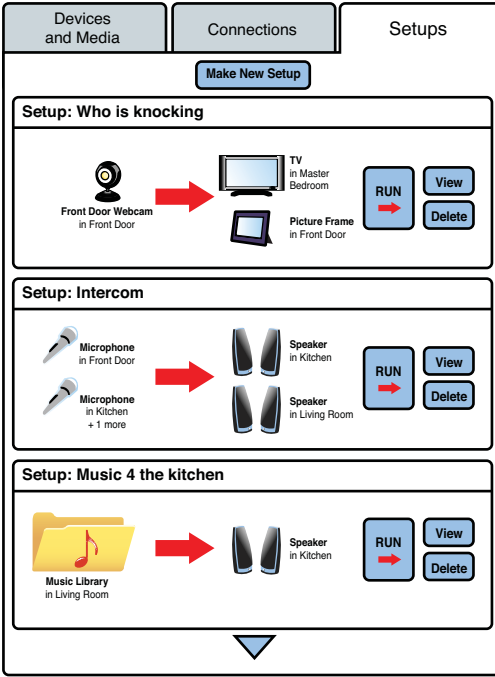 Devices
and Media
Connections
Setups
Make New Setup
Setup: Who is knocking
Front Door Webcam
in Front Door
TV
in Master
Bedroom
Picture Frame
in Front Door
RUN
View
Delete
Setup: Intercom
Microphone
in Front Door
Microphone
in Kitchen
+ 1 more
Speaker
in Kitchen
Speaker
in Living Room
RUN
View
Delete
Setup: Music 4 the kitchen
Music Library
in Living Room
Speaker
in Kitchen
RUN
View
Delete